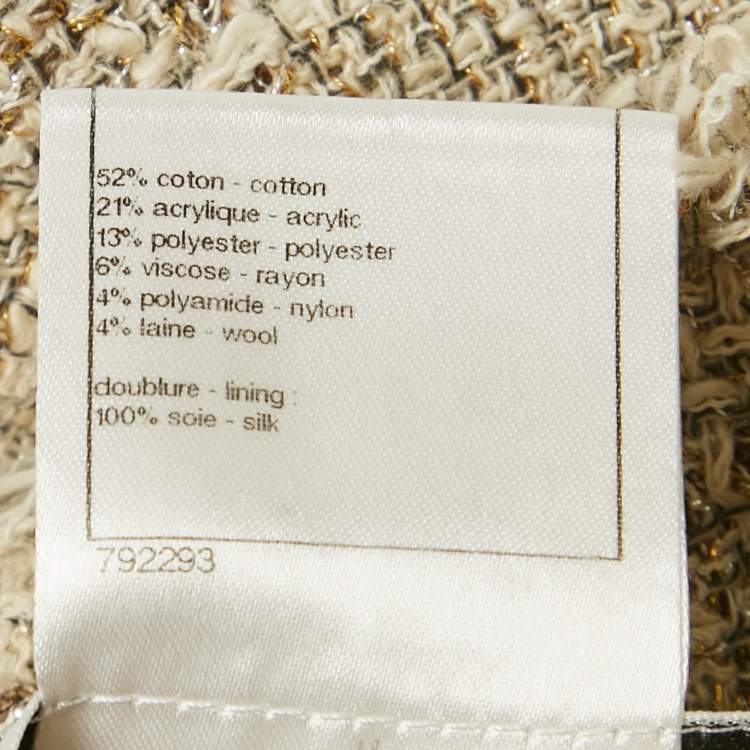 52% coton - cotton
21% acrylique - acrylic
13% polyester - polyester
6% viscose - rayon
4% polyamide - nylon
4% laine - wool
doublure - lining :
100% soie - silk
792293